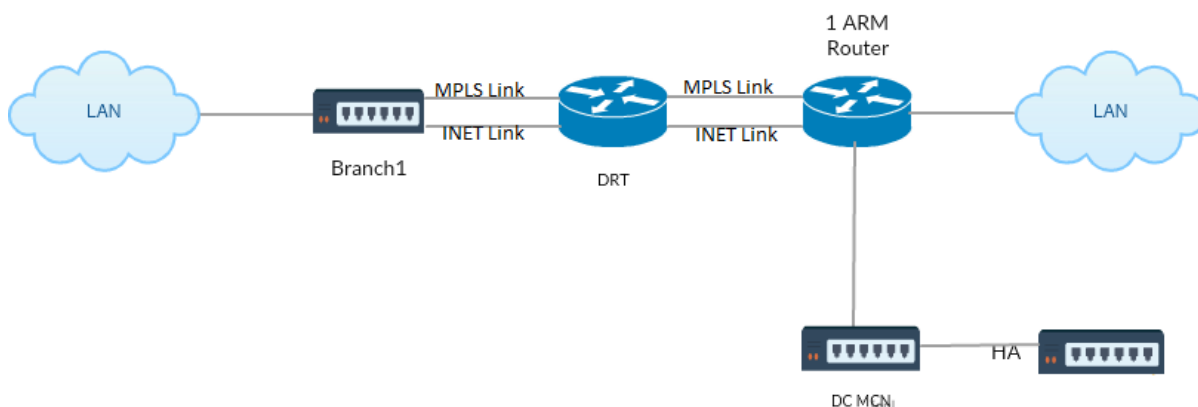 1 ARM
Router
LAN
MPLS Link
MPLS Link
LAN
INET Link
INET Link
Branch1
DRT
HA
DC MCN